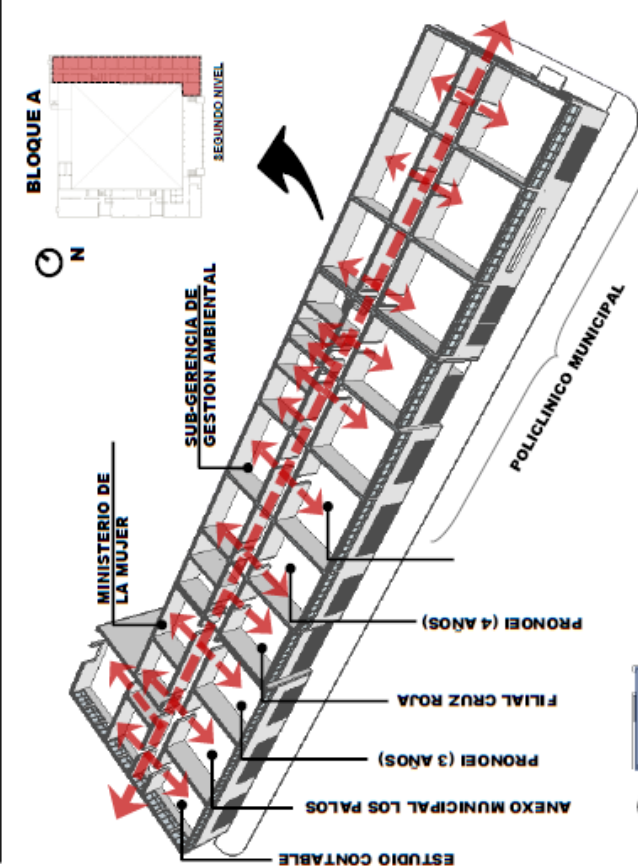 BLOQUE A
SEGUNDO NIVEL
N
SUB-GERENCIA DE
GESTION AMBIENTAL
MINISTERIO DE
LA MUJER
POLICLINICO MUNICIPAL
PRONOEI (4 AÑOS)
FILIAL CRUZ ROJA
PRONOEI (3 AÑOS)
ANEXO MUNICIPAL LOS PALOS
ESTUDIO CONTABLE